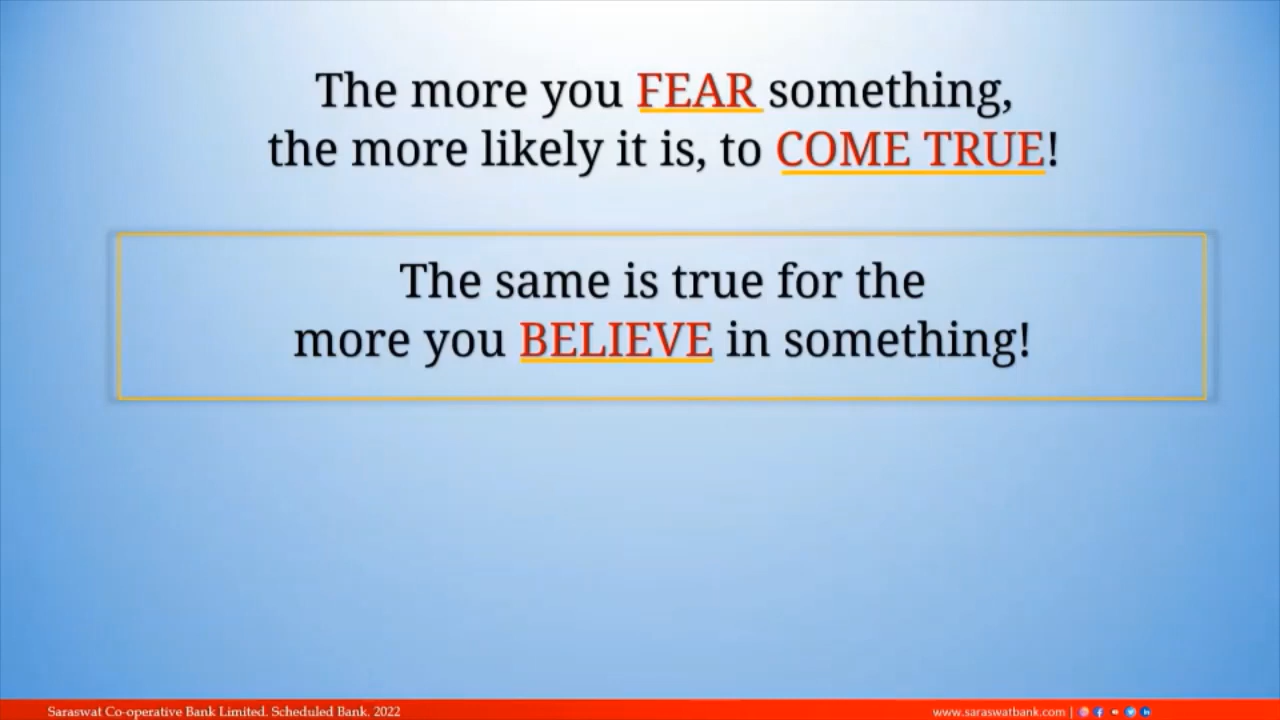 The more you FEAR something,
the more likely it is, to COME TRUE!
The same is true for the
more you BELIEVE in something!
Saraswat Co-operative Bank Limited. Scheduled Bank. 2022
www.saraswatbank.com |